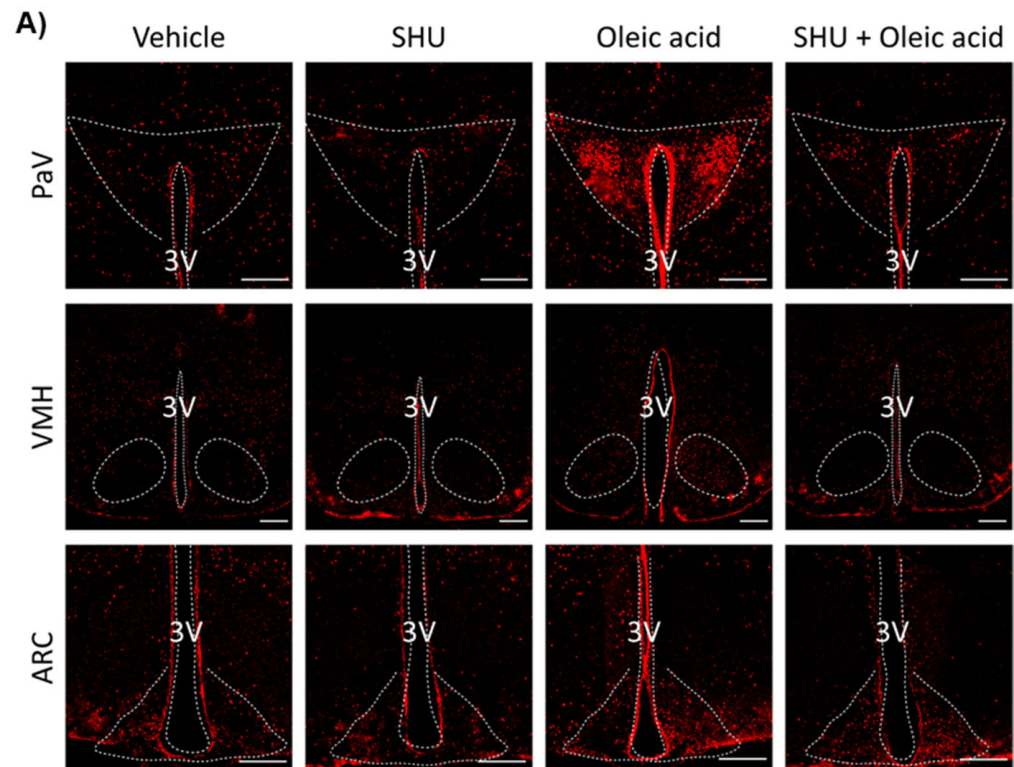 A)
Vehicle SHU Oleic acid SHU + Oleic acid
PaV
3V 3V 3V 3V
VMH
3V 3V 3V 3V
ARC
3V 3V 3V 3V